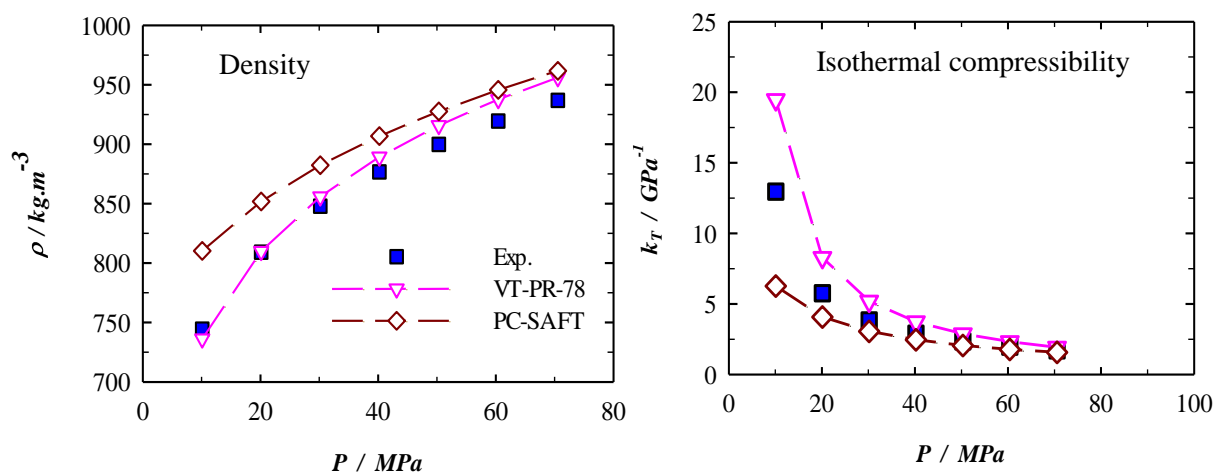 Density
1000
950
900
850
800
750
700
ρ / kg.m-3
Exp.
VT-PR-78
PC-SAFT
0
20
40
60
80
P / MPa
Isothermal compressibility
25
20
15
10
5
0
kT / GPa-1
0
20
40
60
80
100
P / MPa